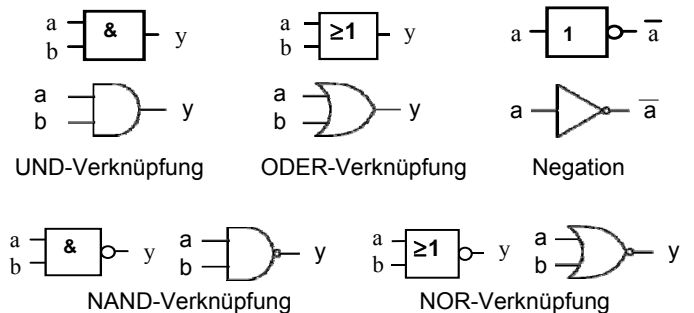 a & y
b
≥1
a y
b
a 1 a̅
a y
b
a y
b
a a̅
UND-Verknüpfung ODER-Verknüpfung Negation
a & y
b
a y
b
a ≥1 y
b
a y
b
NAND-Verknüpfung NOR-Verknüpfung